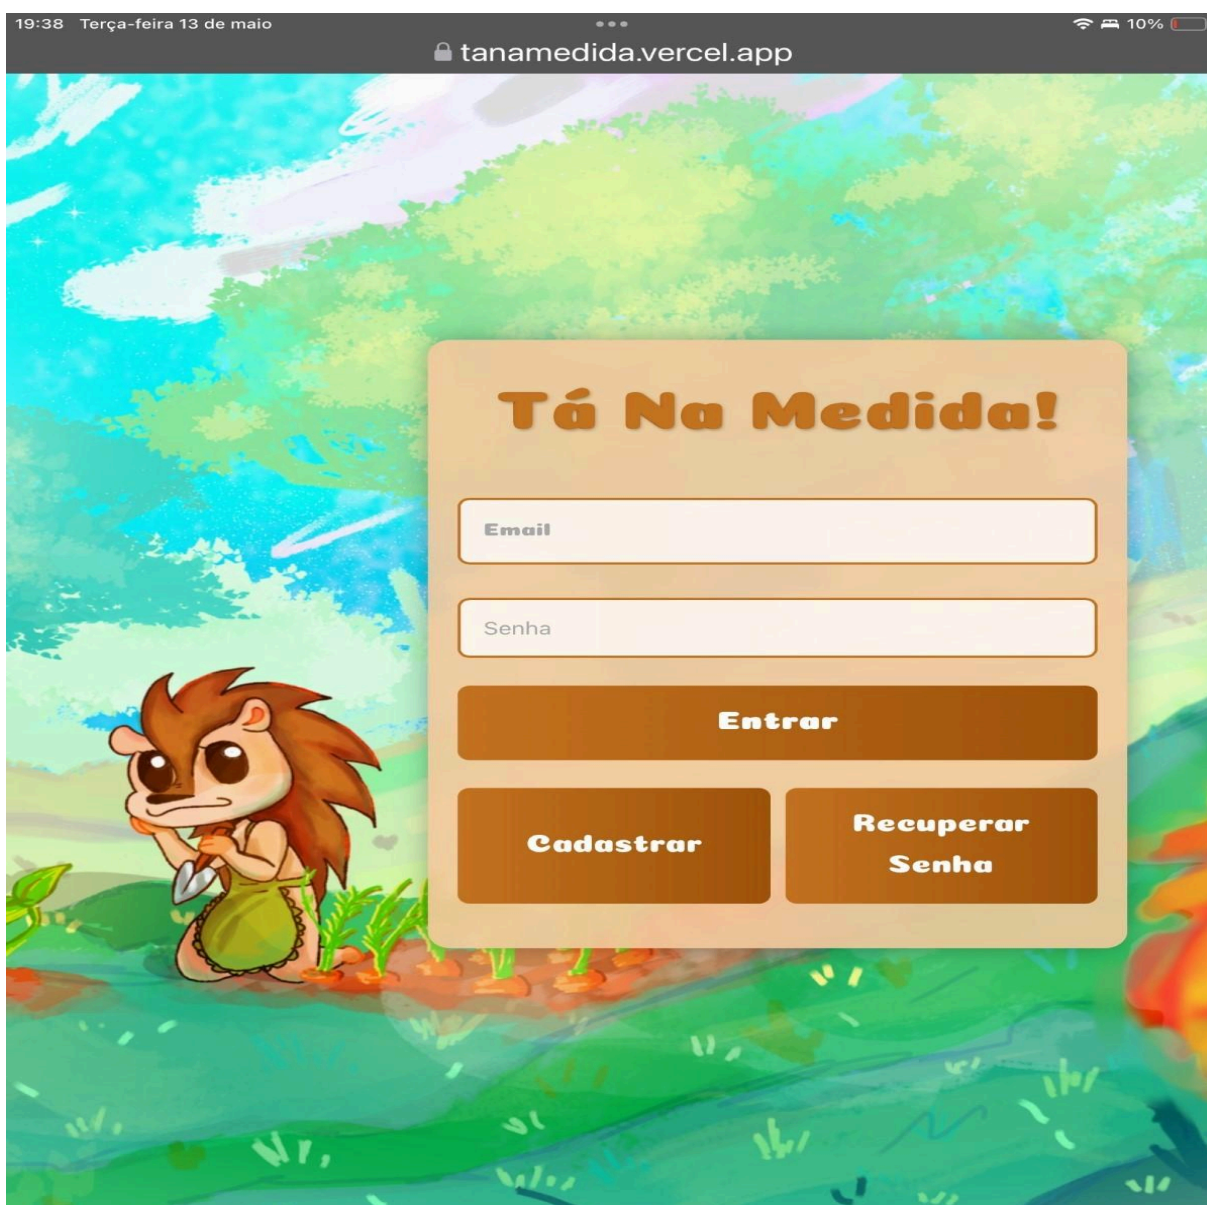 19:38 Terça-feira 13 de maio
10%
tanamedida.vercel.app
Tá Na Medida!
Email
Senha
Entrar
Cadastrar
Recuperar
Senha